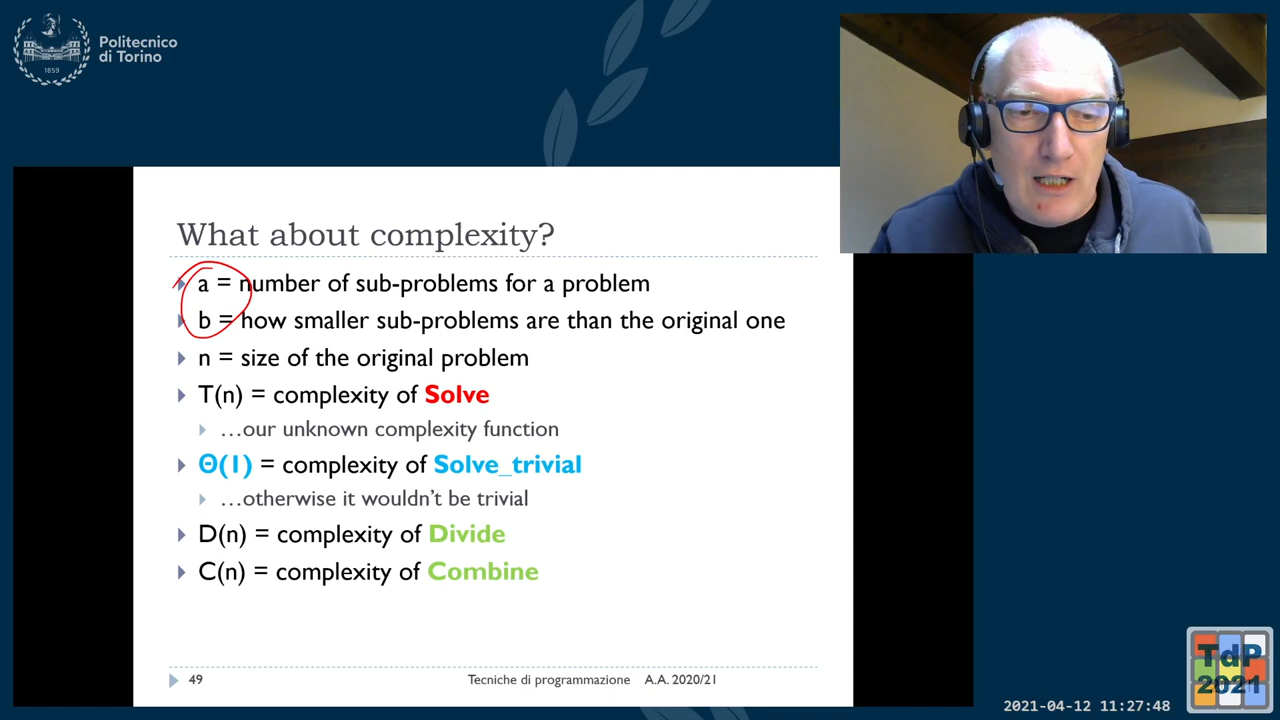 Politecnico
di Torino
1859
What about complexity?
a = number of sub-problems for a problem
b = how smaller sub-problems are than the original one
n = size of the original problem
T(n) = complexity of Solve
…our unknown complexity function
Θ(1) = complexity of Solve_trivial
…otherwise it wouldn't be trivial
D(n) = complexity of Divide
C(n) = complexity of Combine
49
Tecniche di programmazione A.A. 2020/21
TdP
2021
2021-04-12 11:27:48